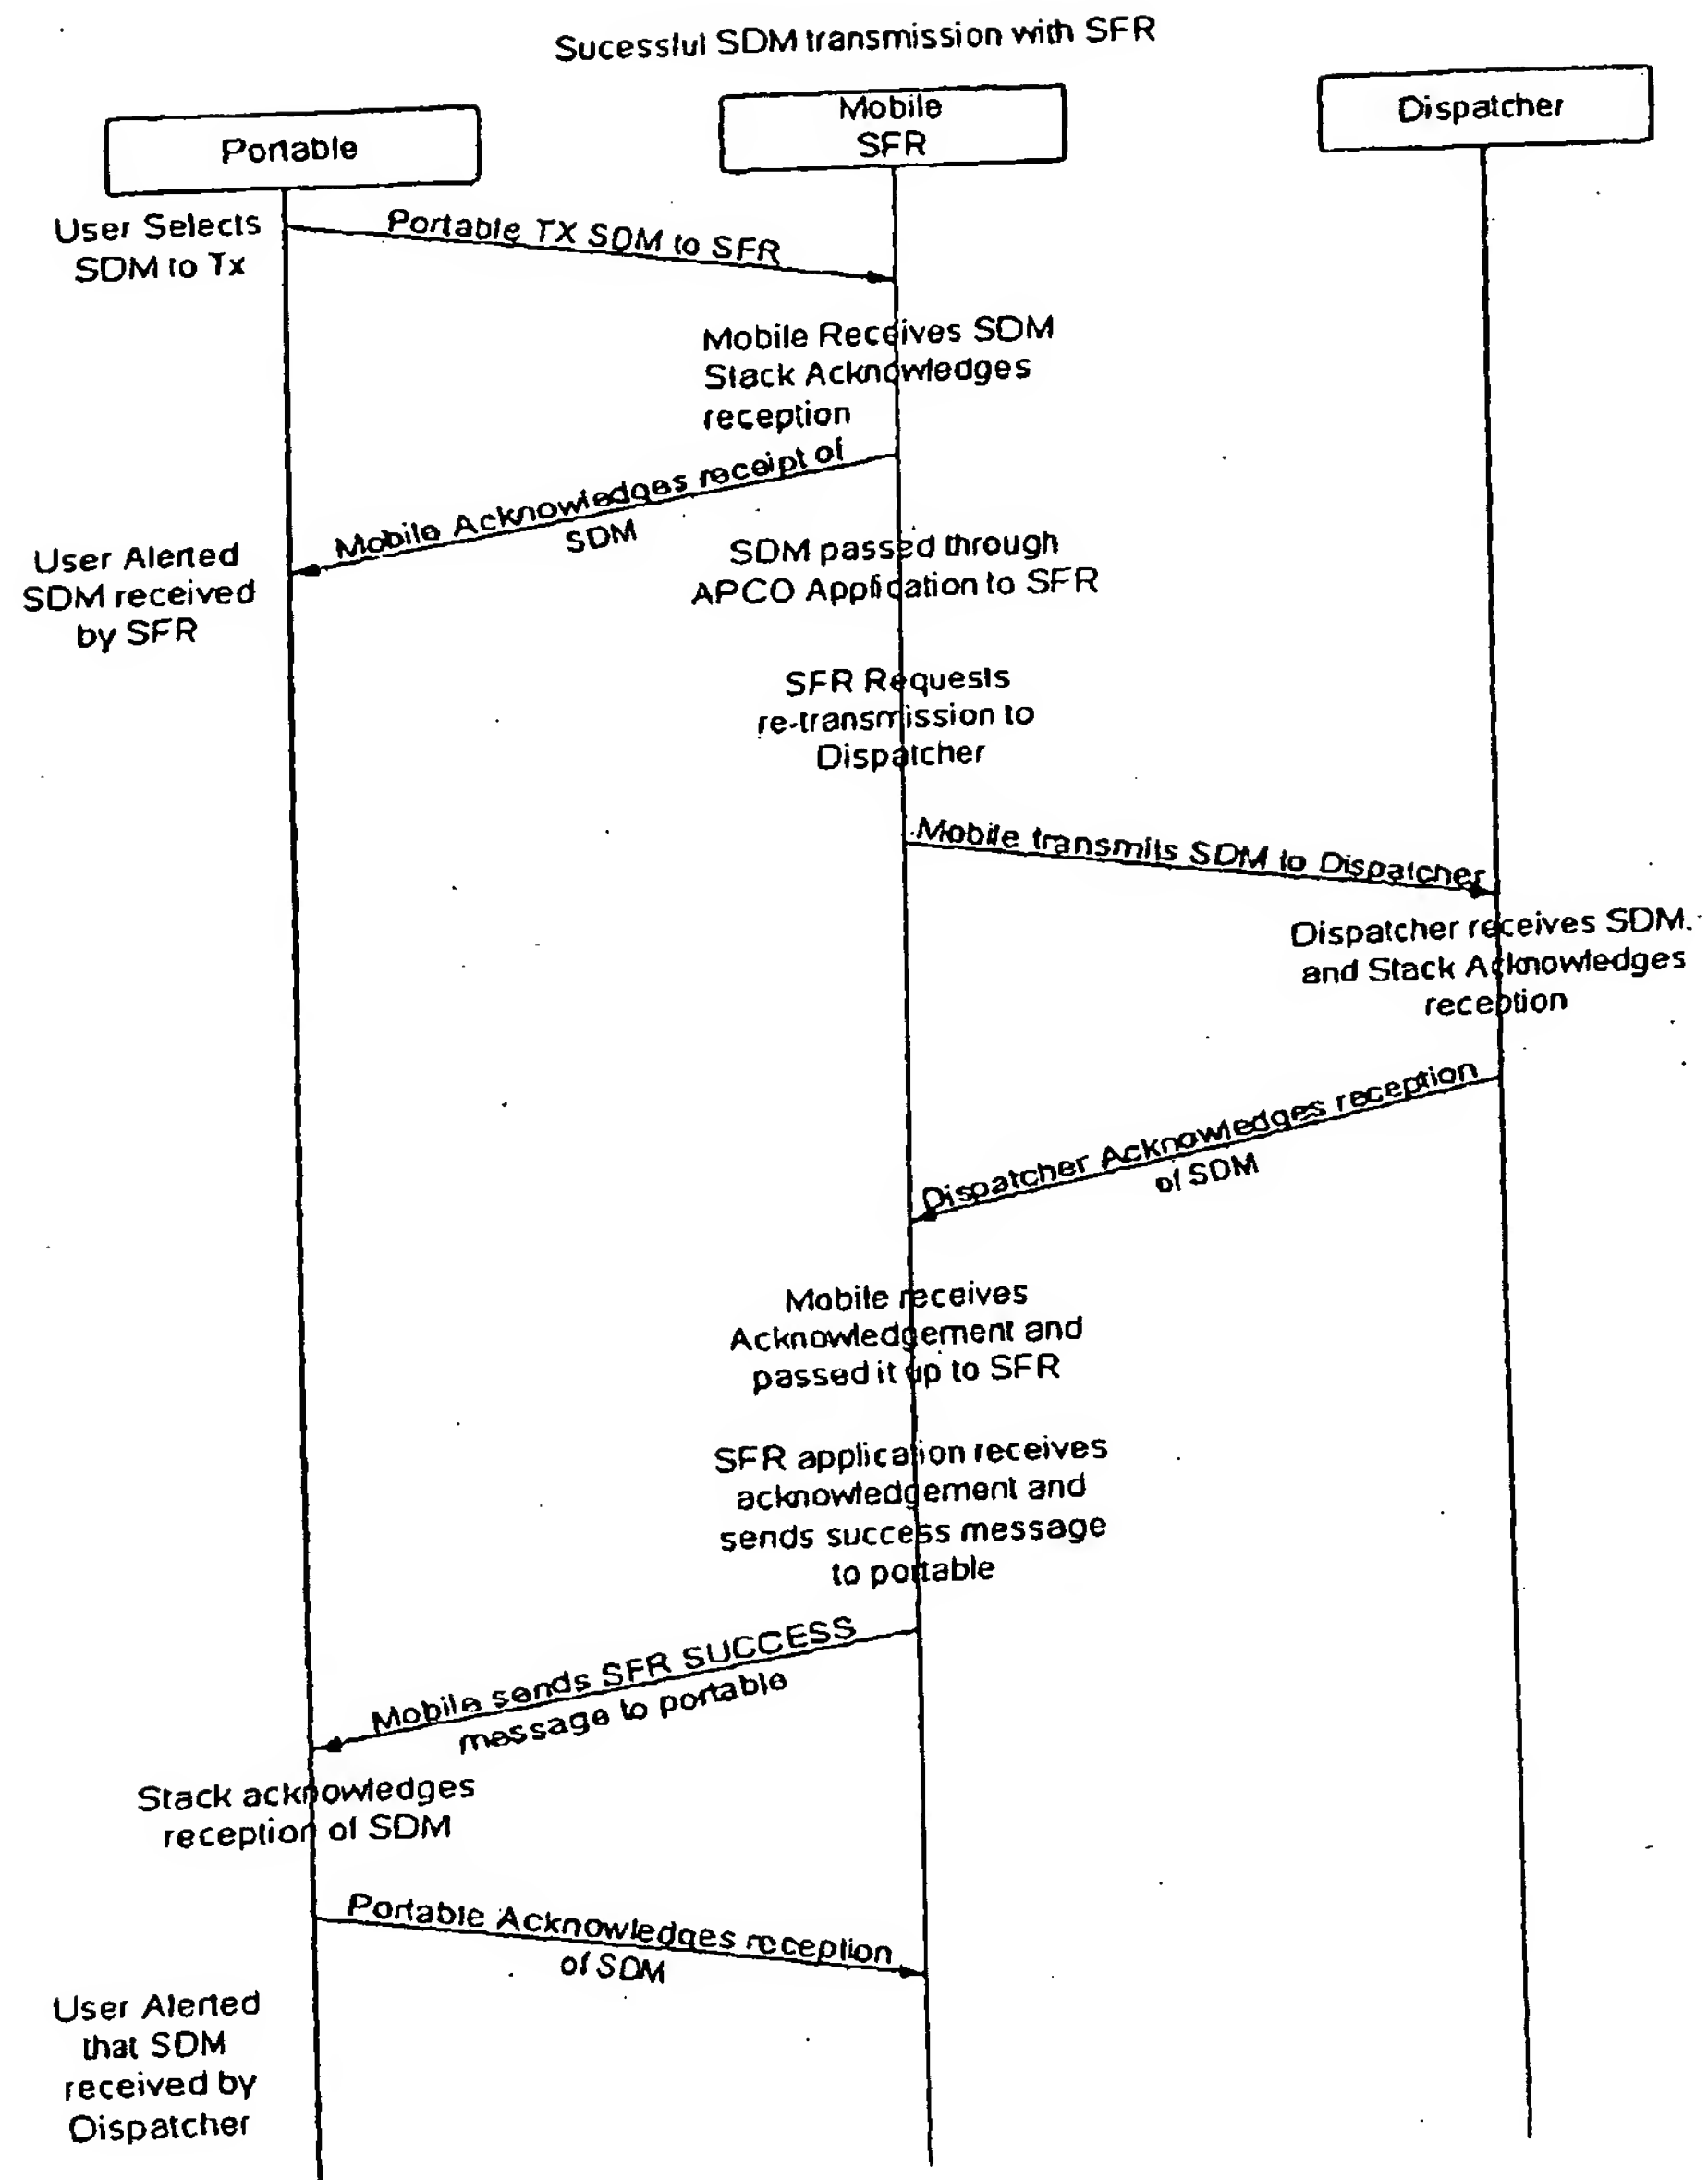 Sucessful SDM transmission with SFR
Portable
Mobile
SFR
Dispatcher
User Selects
SDM to Tx
Portable TX SDM to SFR
Mobile Receives SDM
Stack Acknowledges
reception
Mobile Acknowledges receipt of
SDM
User Alerted
SDM received
by SFR
SDM passed through
APCO Application to SFR
SFR Requests
re-transmission to
Dispatcher
Mobile transmits SDM to Dispatcher
Dispatcher receives SDM.
and Stack Acknowledges
reception
Dispatcher Acknowledges reception
of SDM
Mobile receives
Acknowledgement and
passed it up to SFR
SFR application receives
acknowledgement and
sends success message
to portable
Mobile sends SFR SUCCESS
message to portable
Stack acknowledges
reception of SDM
Portable Acknowledges reception
of SDM
User Alerted
that SDM
received by
Dispatcher